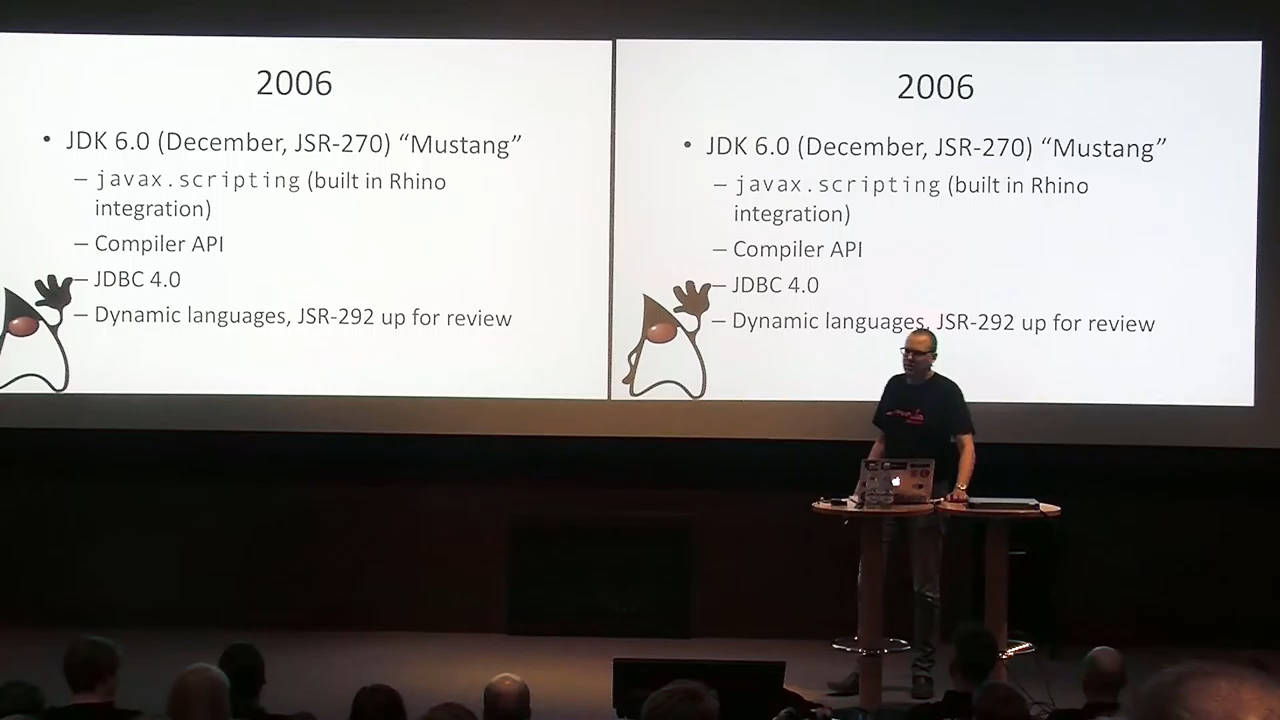 2006
• JDK 6.0 (December, JSR-270) “Mustang”
– javax.scripting (built in Rhino
integration)
– Compiler API
– JDBC 4.0
– Dynamic languages, JSR-292 up for review
2006
• JDK 6.0 (December, JSR-270) “Mustang”
– javax.scripting (built in Rhino
integration)
– Compiler API
– JDBC 4.0
– Dynamic languages, JSR-292 up for review